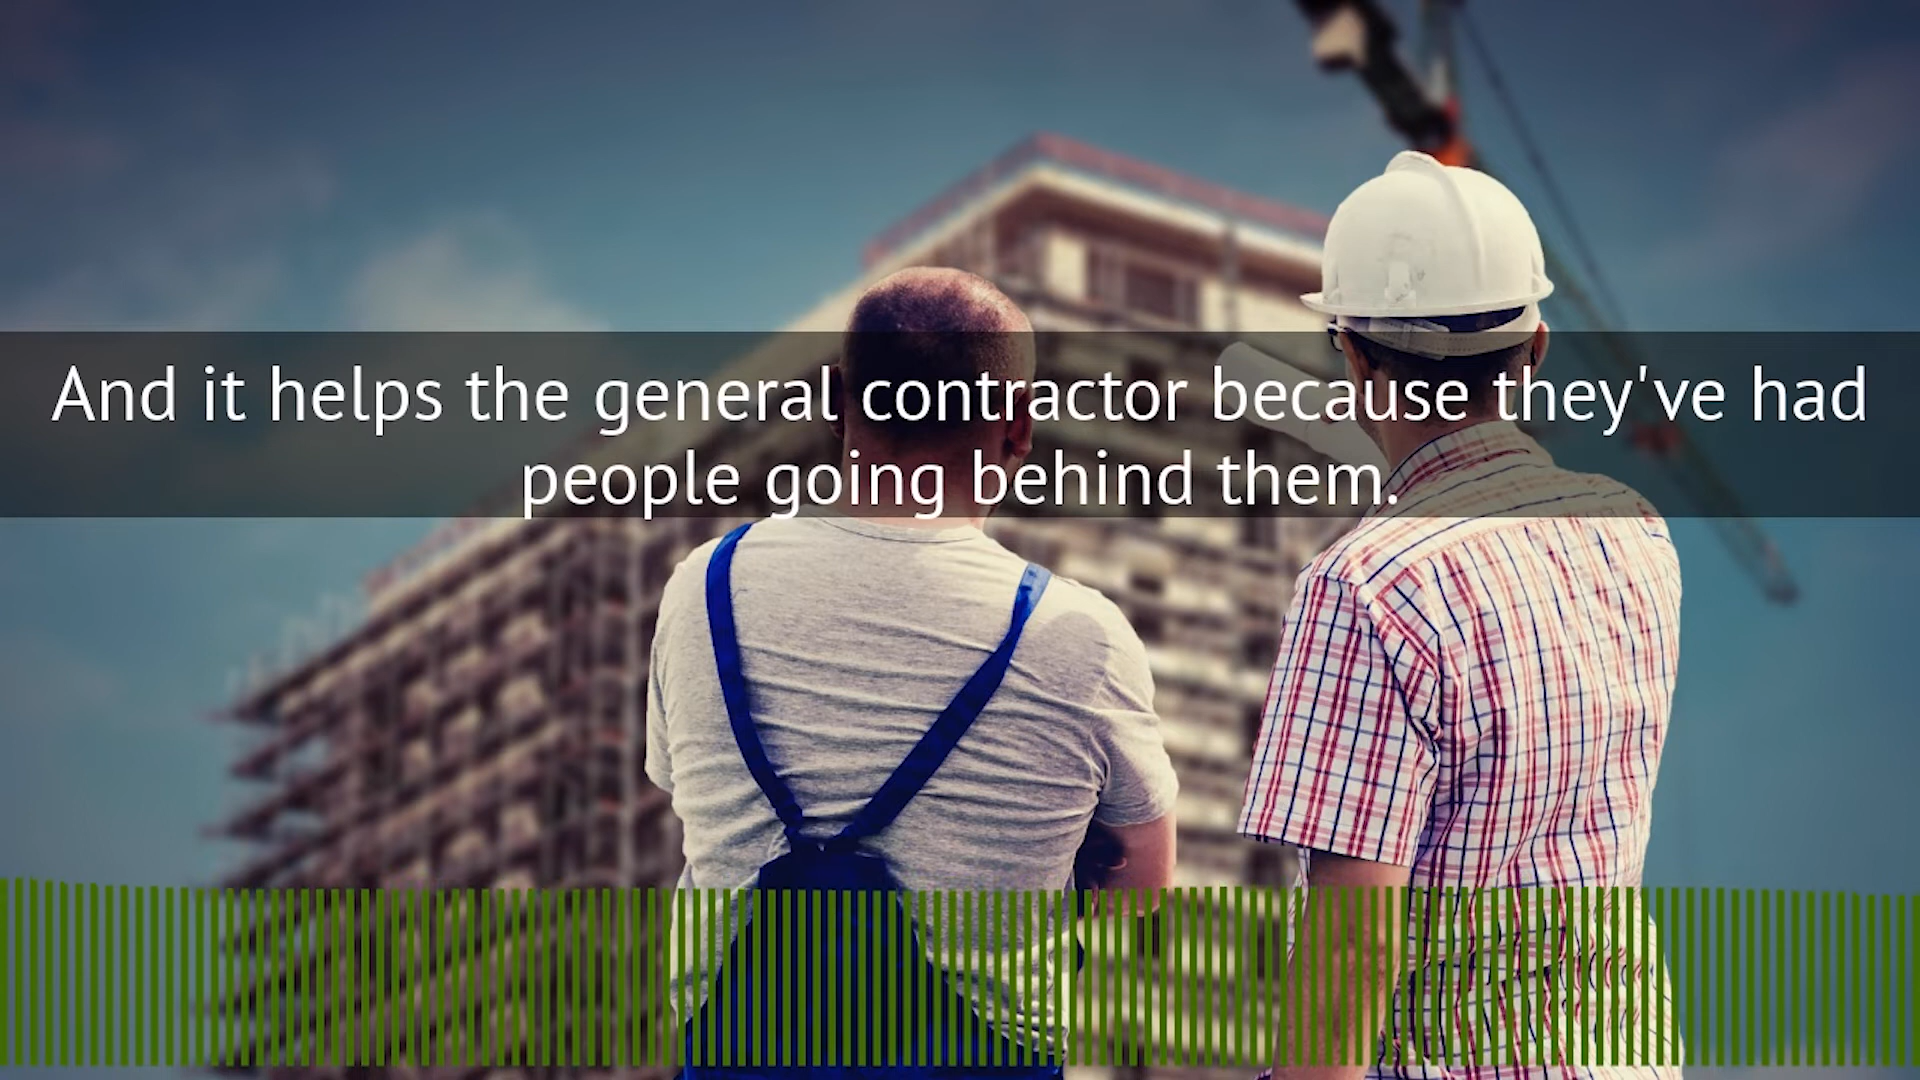 And it helps the general contractor because they've had
people going behind them.